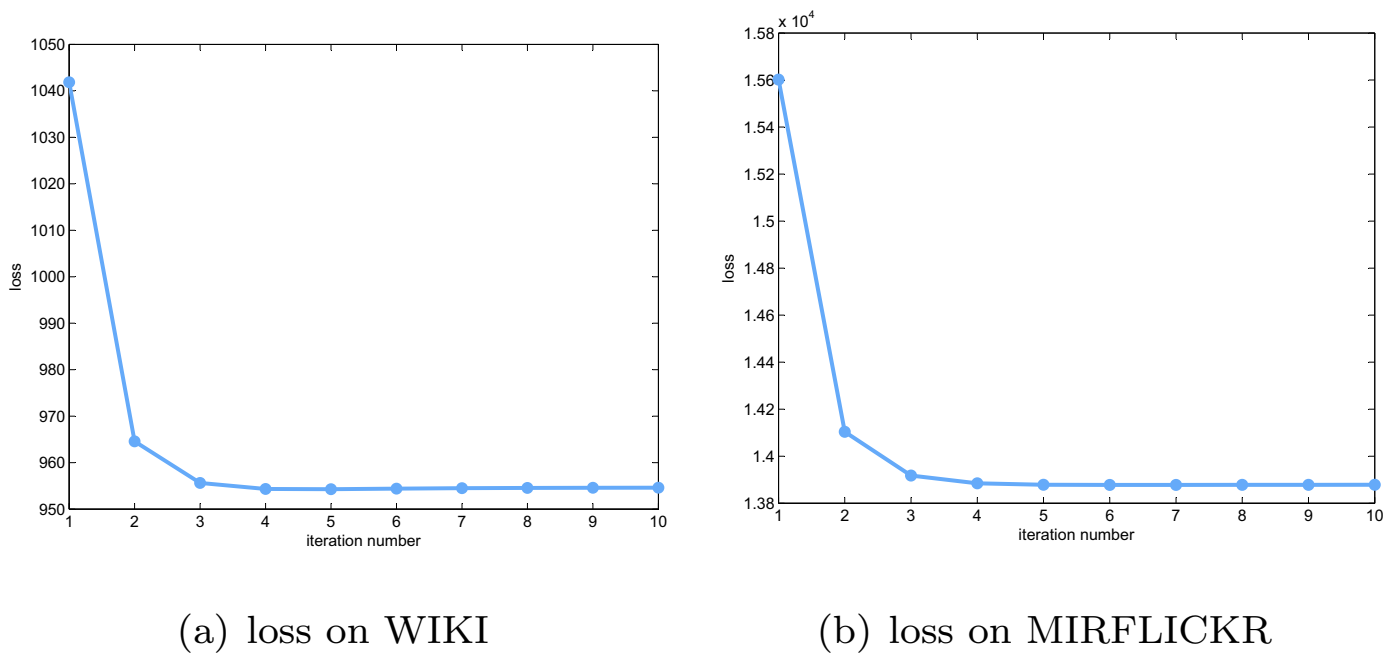 1050
1040
1030
1020
1010
1000
990
980
970
960
950
loss
1 2 3 4 5 6 7 8 9 10
iteration number
(a) loss on WIKI
x 10^4
1.58
1.56
1.54
1.52
1.5
1.48
1.46
1.44
1.42
1.4
1.38
loss
1 2 3 4 5 6 7 8 9 10
iteration number
(b) loss on MIRFLICKR